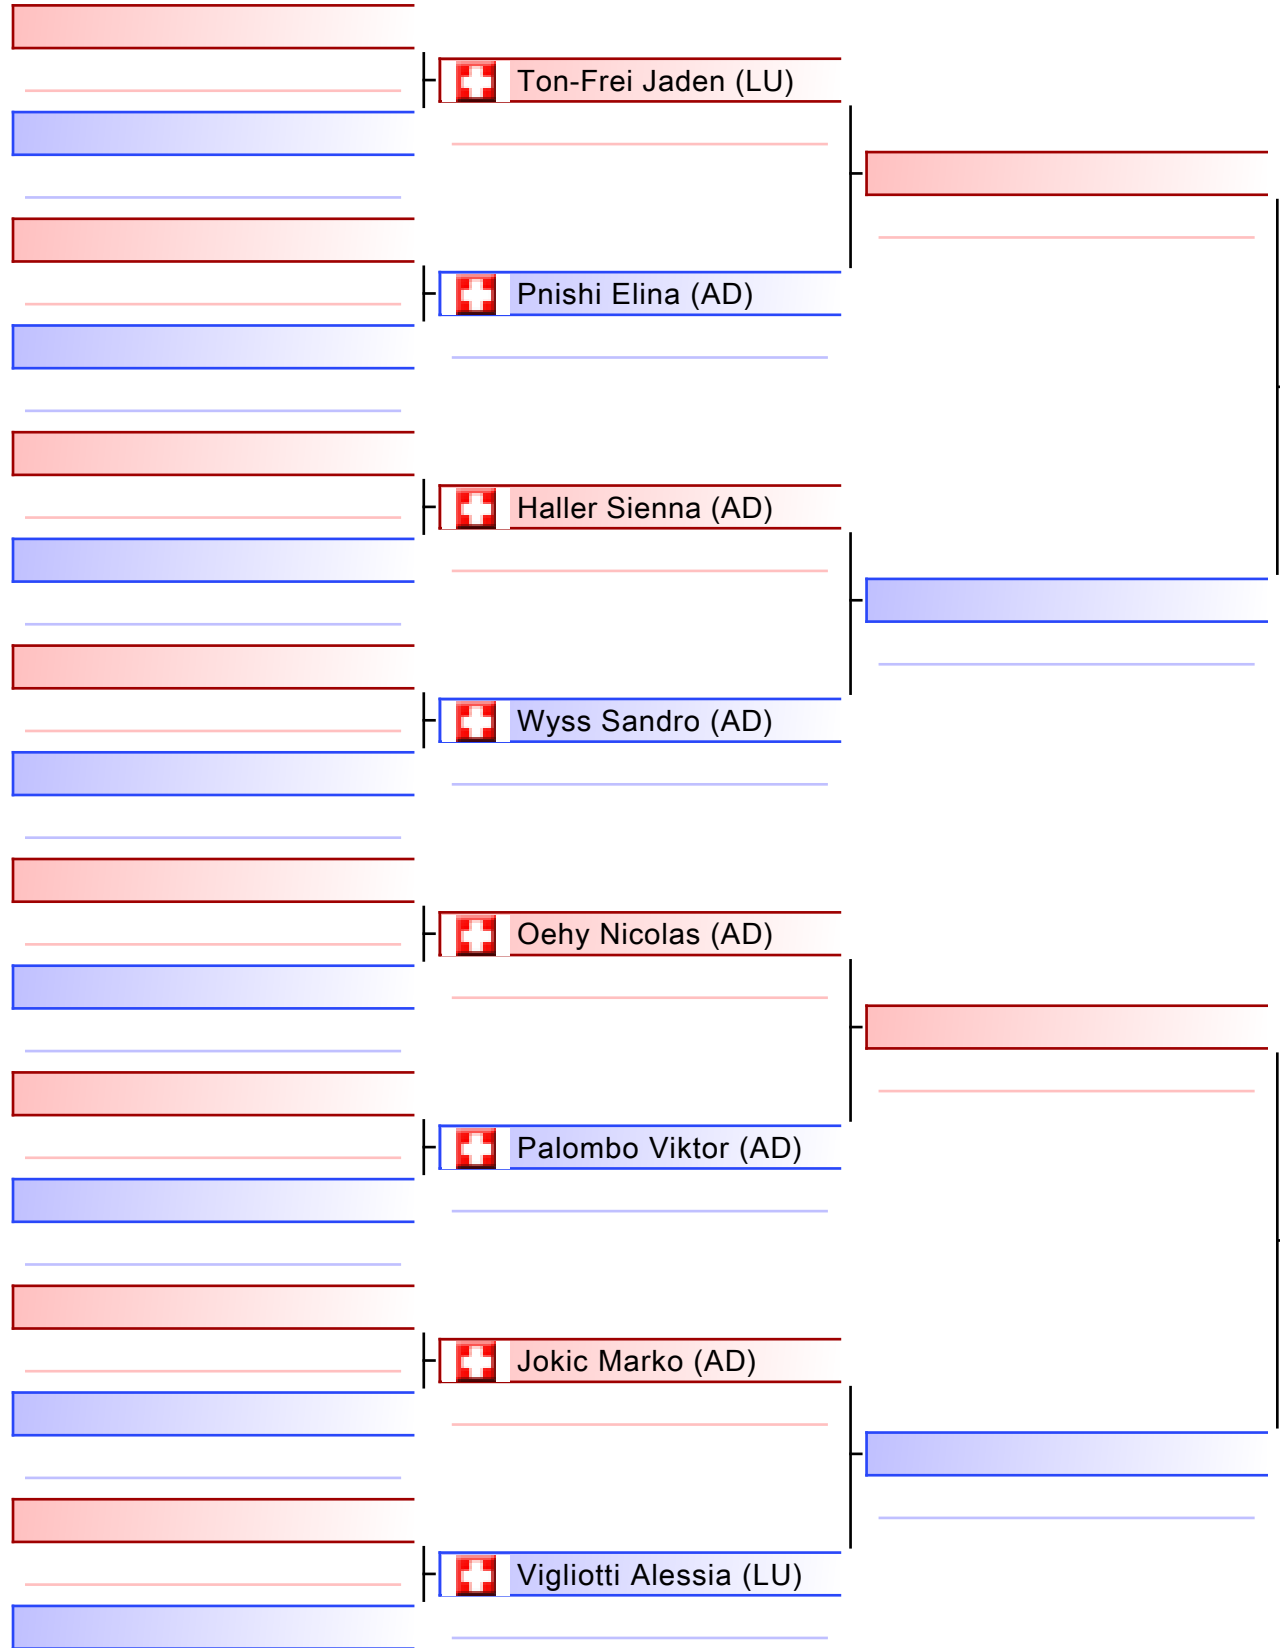 Ton-Frei Jaden (LU)
Pnishi Elina (AD)
Haller Sienna (AD)
Wyss Sandro (AD)
Oehy Nicolas (AD)
Palombo Viktor (AD)
Jokic Marko (AD)
Vigliotti Alessia (LU)